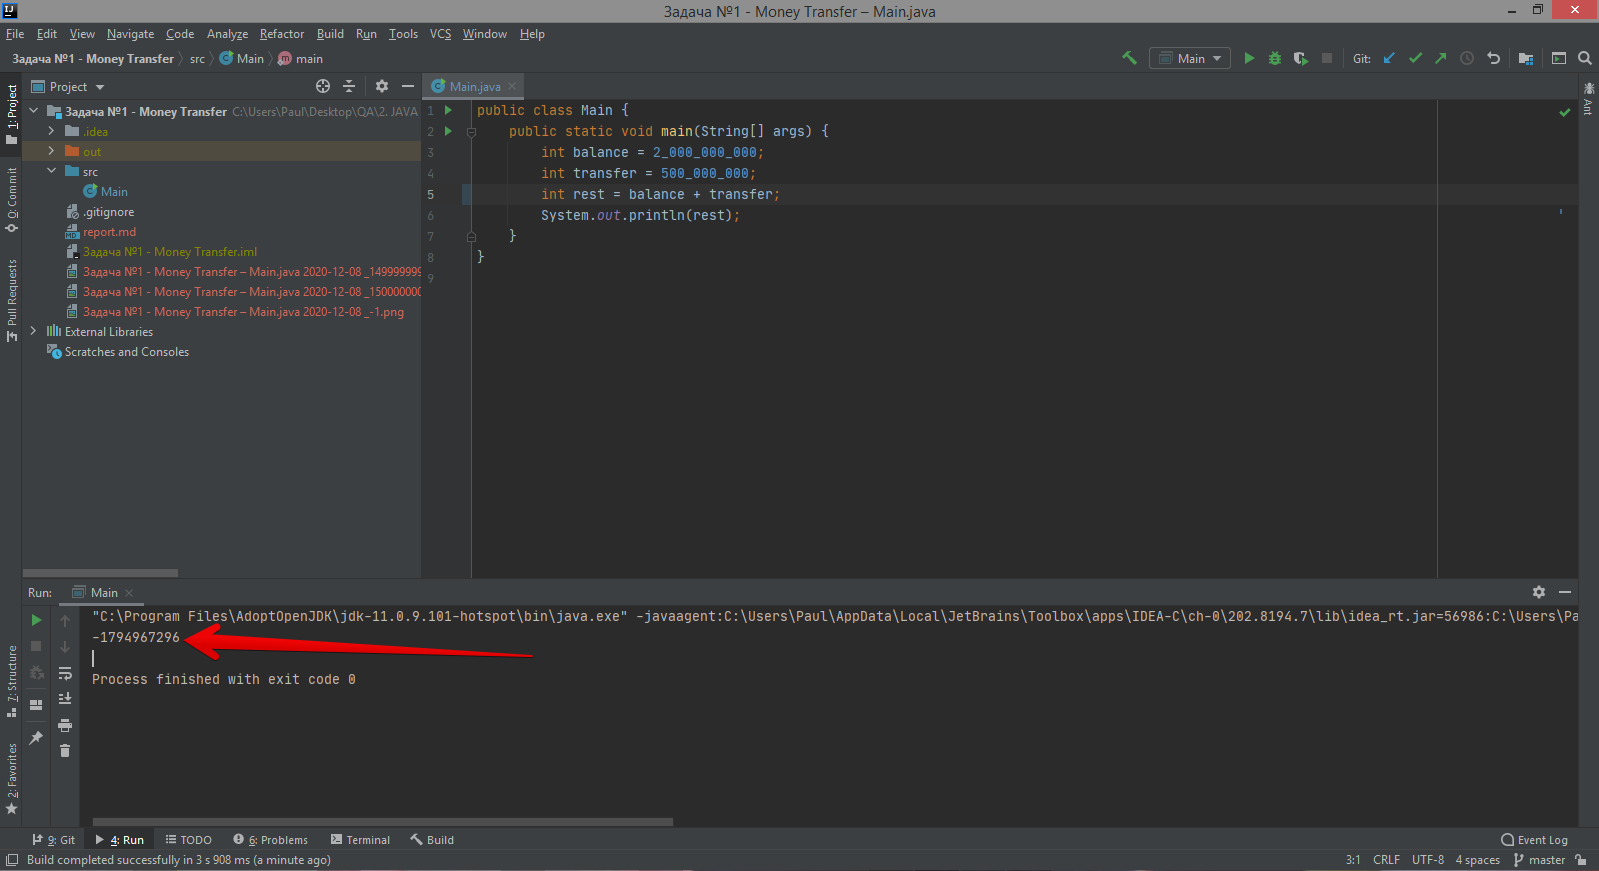 Задача №1 - Money Transfer – Main.java
File Edit View Navigate Code Analyze Refactor Build Run Tools VCS Window Help
Задача №1 - Money Transfer src Main main
Main Git:
1: Project
0: Commit
Pull Requests
7: Structure
2: Favorites
Project
Задача №1 - Money Transfer C:\Users\Paul\Desktop\QA\2. JAVA
.idea
out
src
Main
.gitignore
report.md
Задача №1 - Money Transfer.iml
Задача №1 - Money Transfer – Main.java 2020-12-08 _149999999
Задача №1 - Money Transfer – Main.java 2020-12-08 _150000000
Задача №1 - Money Transfer – Main.java 2020-12-08 _-1.png
External Libraries
Scratches and Consoles
Main.java
1 public class Main {
2 public static void main(String[] args) {
3 int balance = 2_000_000_000;
4 int transfer = 500_000_000;
5 int rest = balance + transfer;
6 System.out.println(rest);
7 }
8 }
9
Ant
Run: Main
"C:\Program Files\AdoptOpenJDK\jdk-11.0.9.101-hotspot\bin\java.exe" -javaagent:C:\Users\Paul\AppData\Local\JetBrains\Toolbox\apps\IDEA-C\ch-0\202.8194.7\lib\idea_rt.jar=56986:C:\Users\Pa
-1794967296
Process finished with exit code 0
9: Git 4: Run TODO 6: Problems Terminal Build Event Log
Build completed successfully in 3 s 908 ms (a minute ago) 3:1 CRLF UTF-8 4 spaces master